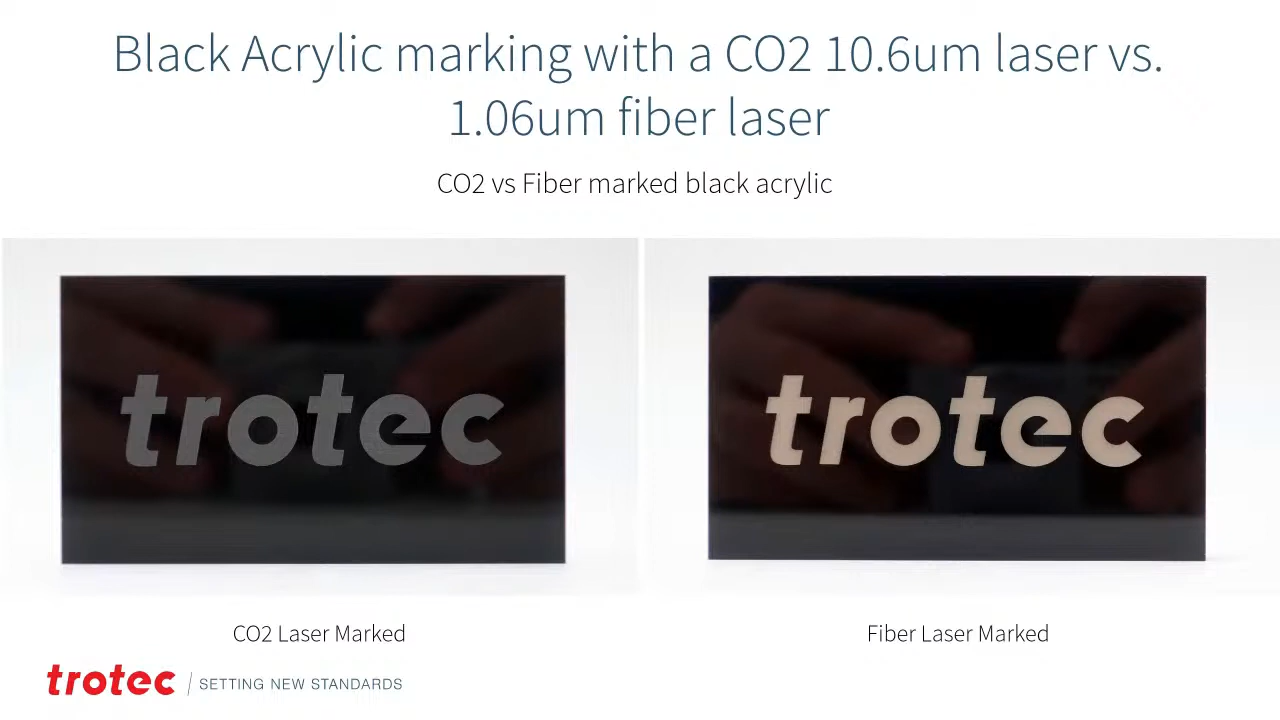 Black Acrylic marking with a CO2 10.6um laser vs.
1.06um fiber laser
CO2 vs Fiber marked black acrylic
trotec
trotec
CO2 Laser Marked
Fiber Laser Marked
trotec / SETTING NEW STANDARDS